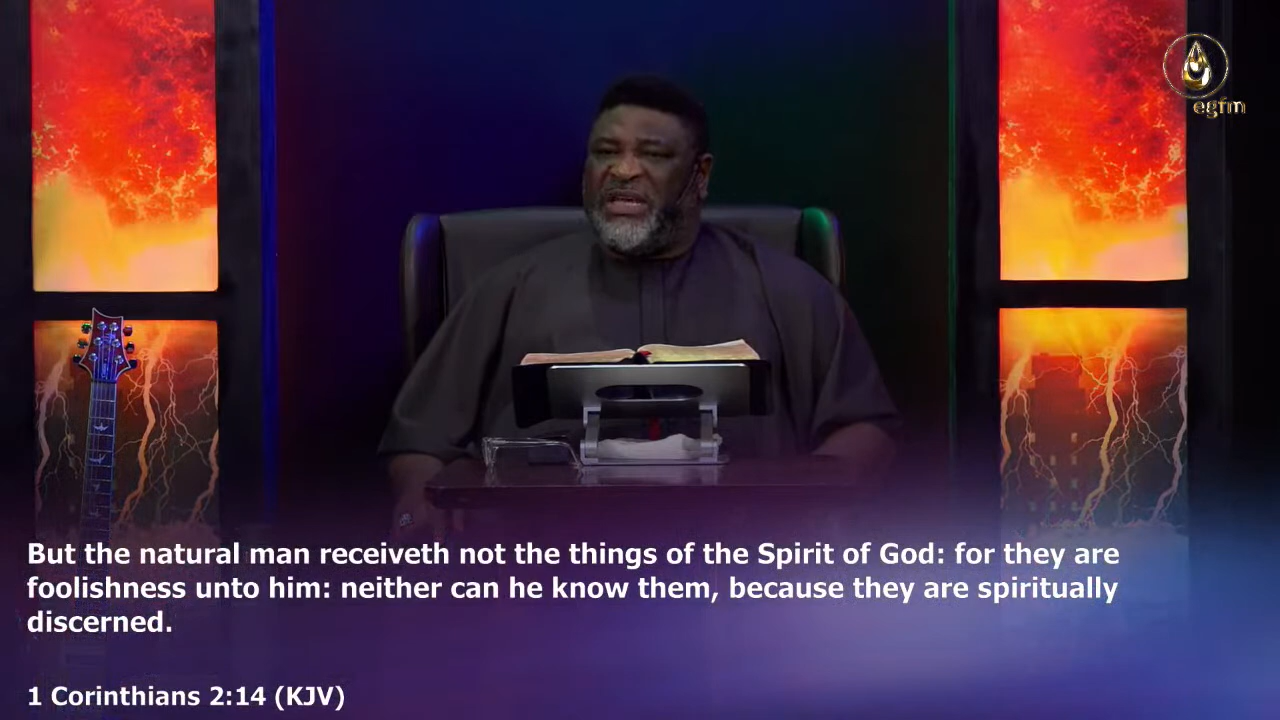 egfm
But the natural man receiveth not the things of the Spirit of God: for they are
foolishness unto him: neither can he know them, because they are spiritually
discerned.
1 Corinthians 2:14 (KJV)